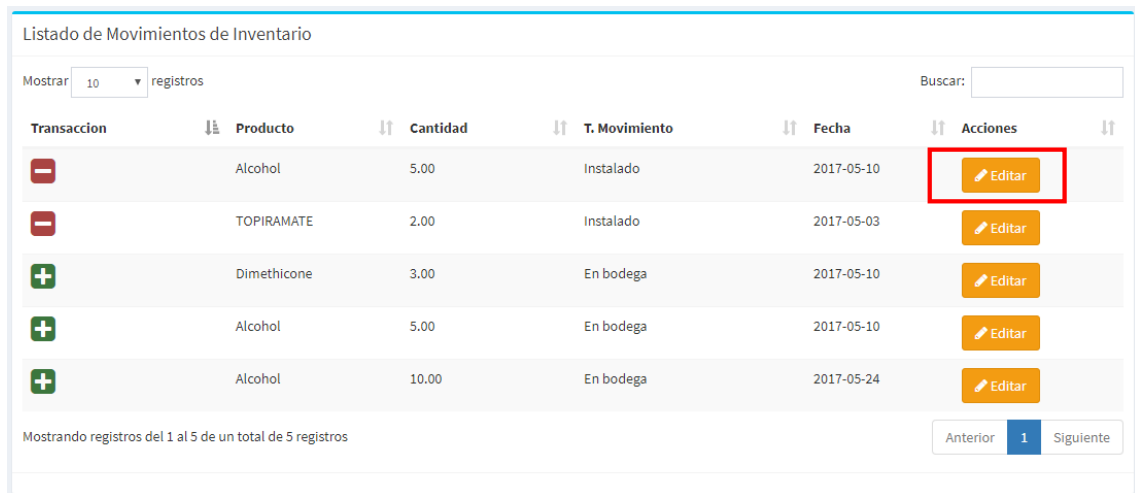 Listado de Movimientos de Inventario
Mostrar 10 registros Buscar:
Transaccion Producto Cantidad T. Movimiento Fecha Acciones
Alcohol 5.00 Instalado 2017-05-10 Editar
TOPIRAMATE 2.00 Instalado 2017-05-03 Editar
Dimethicone 3.00 En bodega 2017-05-10 Editar
Alcohol 5.00 En bodega 2017-05-10 Editar
Alcohol 10.00 En bodega 2017-05-24 Editar
Mostrando registros del 1 al 5 de un total de 5 registros Anterior 1 Siguiente